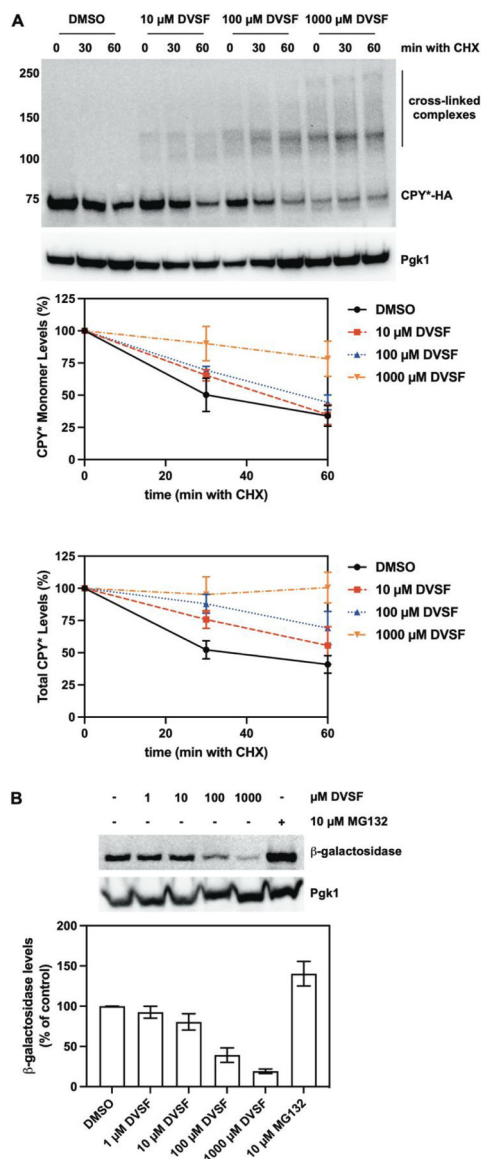 A
DMSO 10 µM DVSF 100 µM DVSF 1000 µM DVSF
0 30 60 0 30 60 0 30 60 0 30 60 min with CHX
250
150
100
75
cross-linked
complexes
CPY*-HA
Pgk1
CPY* Monomer Levels (%)
125
100
75
50
25
0
0 20 40 60
time (min with CHX)
DMSO
10 µM DVSF
100 µM DVSF
1000 µM DVSF
Total CPY* Levels (%)
125
100
75
50
25
0
0 20 40 60
time (min with CHX)
DMSO
10 µM DVSF
100 µM DVSF
1000 µM DVSF
B
- 1 10 100 1000 - µM DVSF
- - - - - + 10 µM MG132
β-galactosidase
Pgk1
β-galactosidase levels
(% of control)
200
150
100
50
0
DMSO
1 µM DVSF
10 µM DVSF
100 µM DVSF
1000 µM DVSF
10 µM MG132